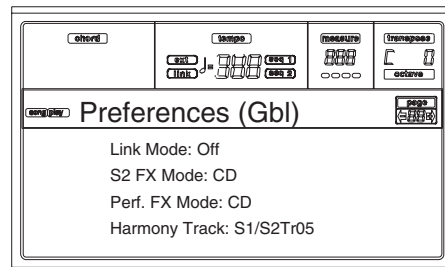 chord
tempo
measure
transpose
ext
link
seq 1
seq 2
octave
song play
Preferences (Gbl)
page
Link Mode: Off
S2 FX Mode: CD
Perf. FX Mode: CD
Harmony Track: S1/S2Tr05